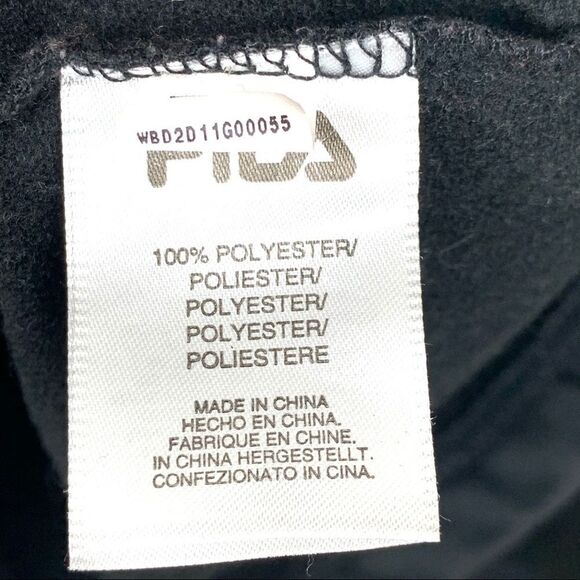 WBD2D11G00055
FILA
100% POLYESTER/
POLIESTER/
POLYESTER/
POLYESTER/
POLIESTERE
MADE IN CHINA
HECHO EN CHINA.
FABRIQUE EN CHINE.
IN CHINA HERGESTELLT.
CONFEZIONATO IN CINA.